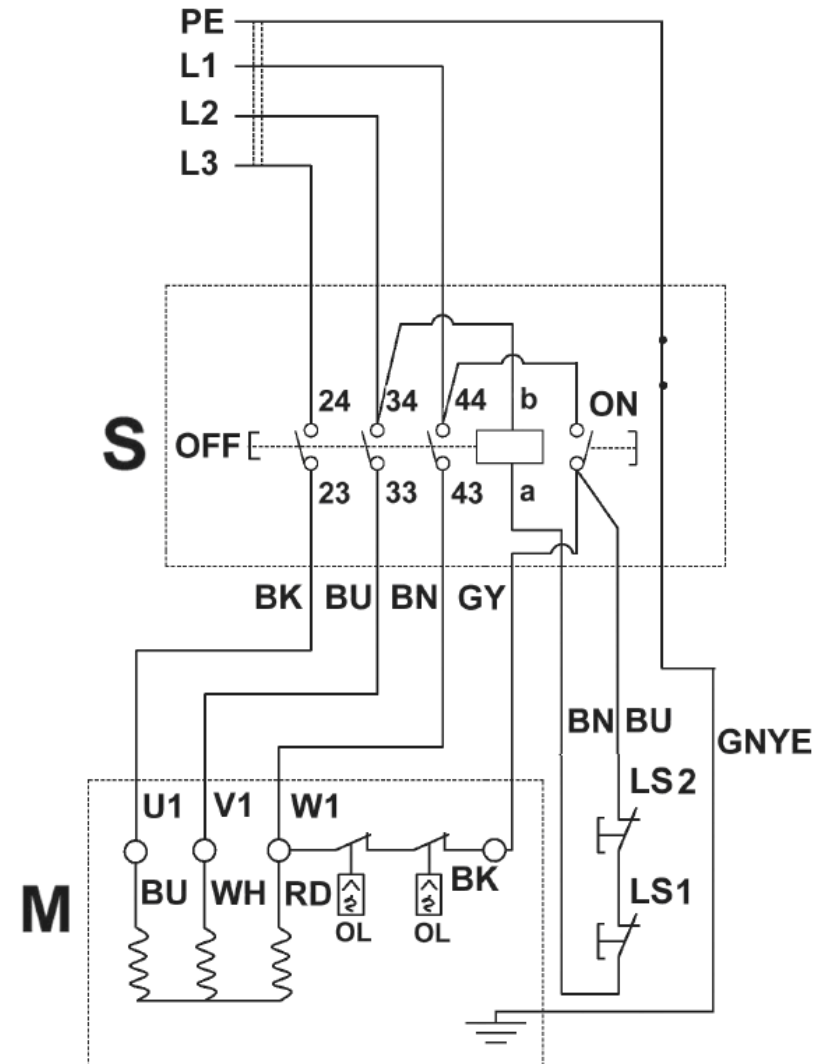 PE
L1
L2
L3
24 34 44 b ON
S OFF
23 33 43 a
BK BU BN GY
BN BU GNYE
LS2
U1 V1 W1
M BU WH RD BK LS1
OL OL